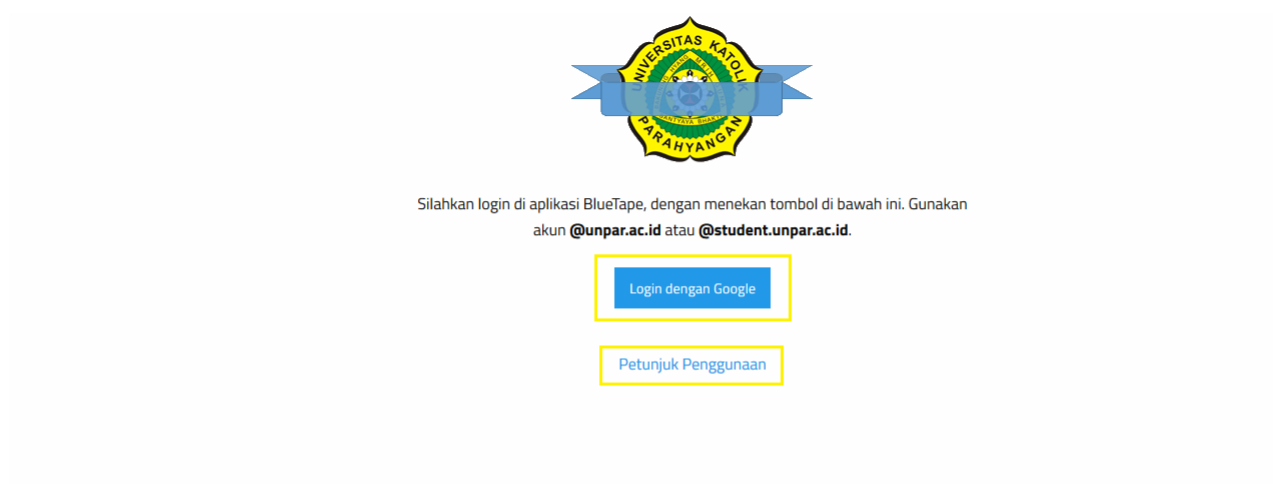 UNIVERSITAS KATOLIK
PARAHYANGAN
Silahkan login di aplikasi BlueTape, dengan menekan tombol di bawah ini. Gunakan
akun @unpar.ac.id atau @student.unpar.ac.id.
Login dengan Google
Petunjuk Penggunaan